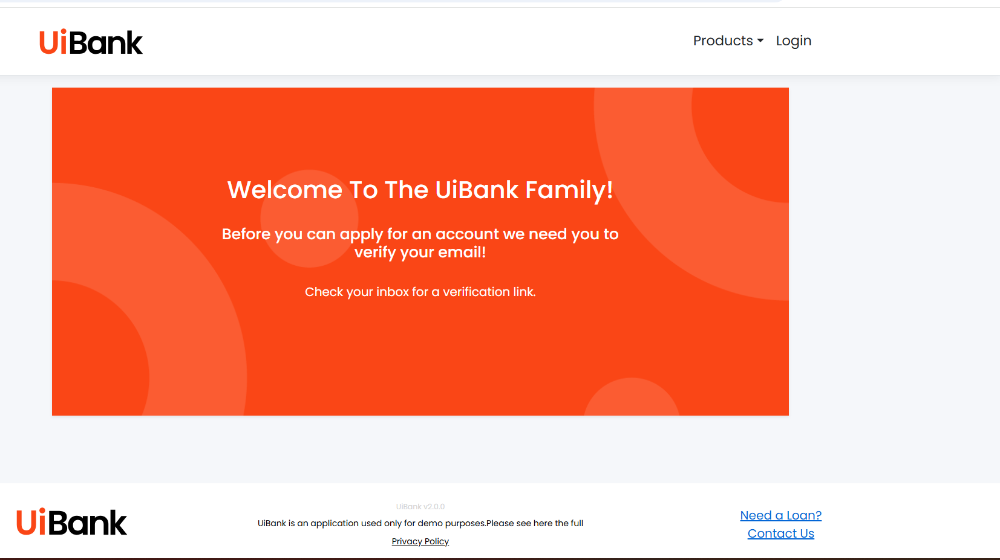 UiBank
Products Login
Welcome To The UiBank Family!
Before you can apply for an account we need you to
verify your email!
Check your inbox for a verification link.
UiBank
UiBank v2.0.0
UiBank is an application used only for demo purposes.Please see here the full
Privacy Policy
Need a Loan?
Contact Us